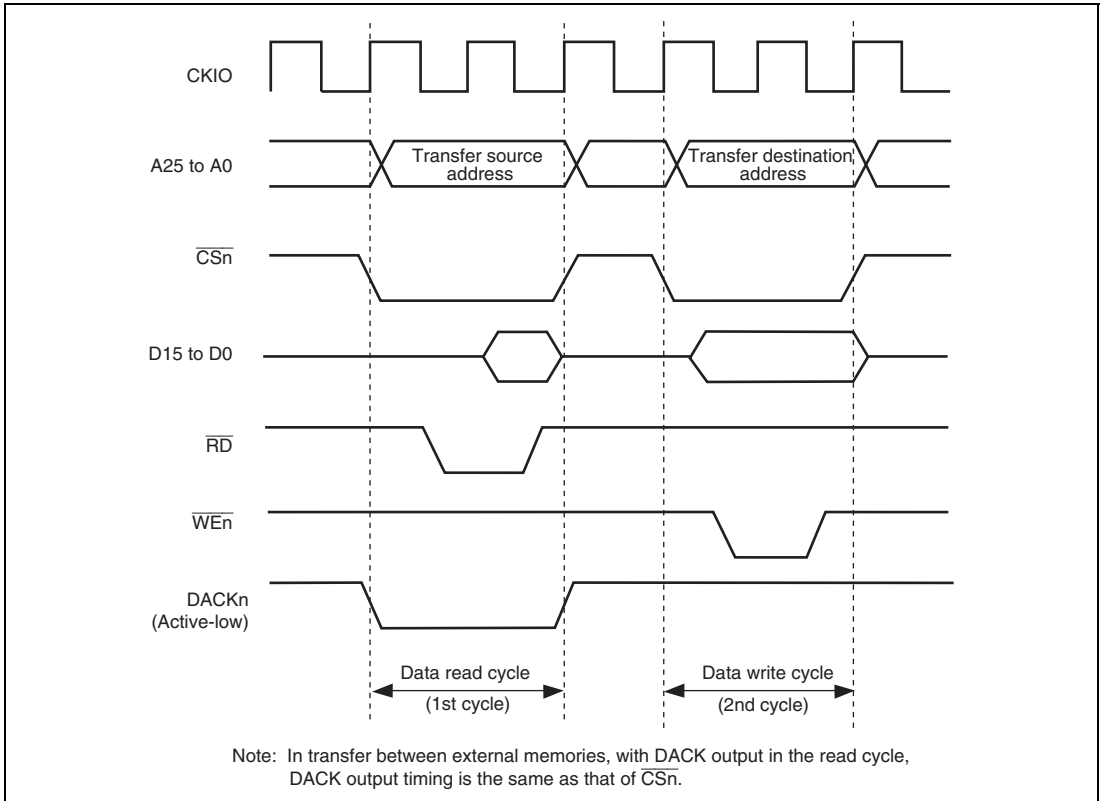 CKIO
A25 to A0
Transfer source
address
Transfer destination
address
CSn
D15 to D0
RD
WEn
DACKn
(Active-low)
Data read cycle
(1st cycle)
Data write cycle
(2nd cycle)
Note: In transfer between external memories, with DACK output in the read cycle,
DACK output timing is the same as that of CSn.